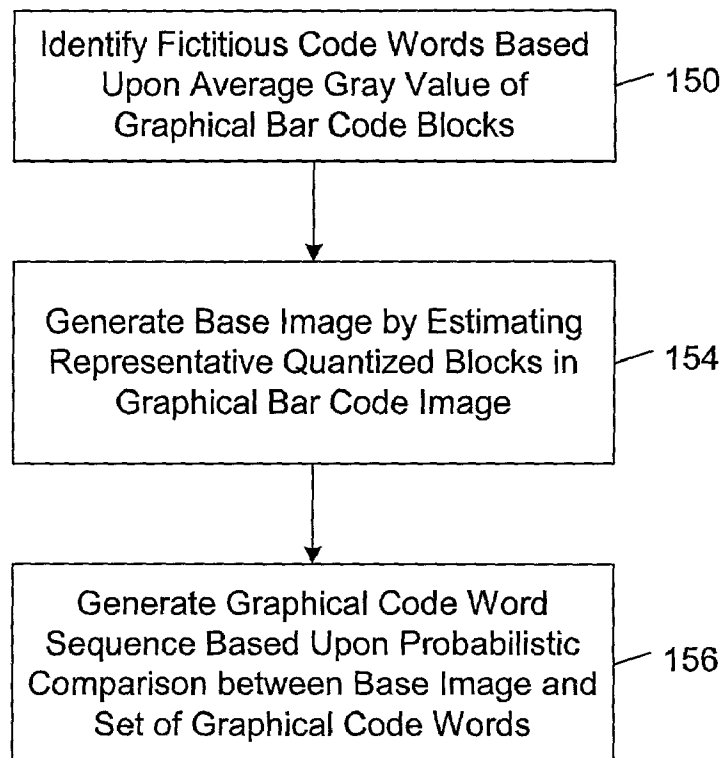 Identify Fictitious Code Words Based
Upon Average Gray Value of
Graphical Bar Code Blocks
150
Generate Base Image by Estimating
Representative Quantized Blocks in
Graphical Bar Code Image
154
Generate Graphical Code Word
Sequence Based Upon Probabilistic
Comparison between Base Image and
Set of Graphical Code Words
156